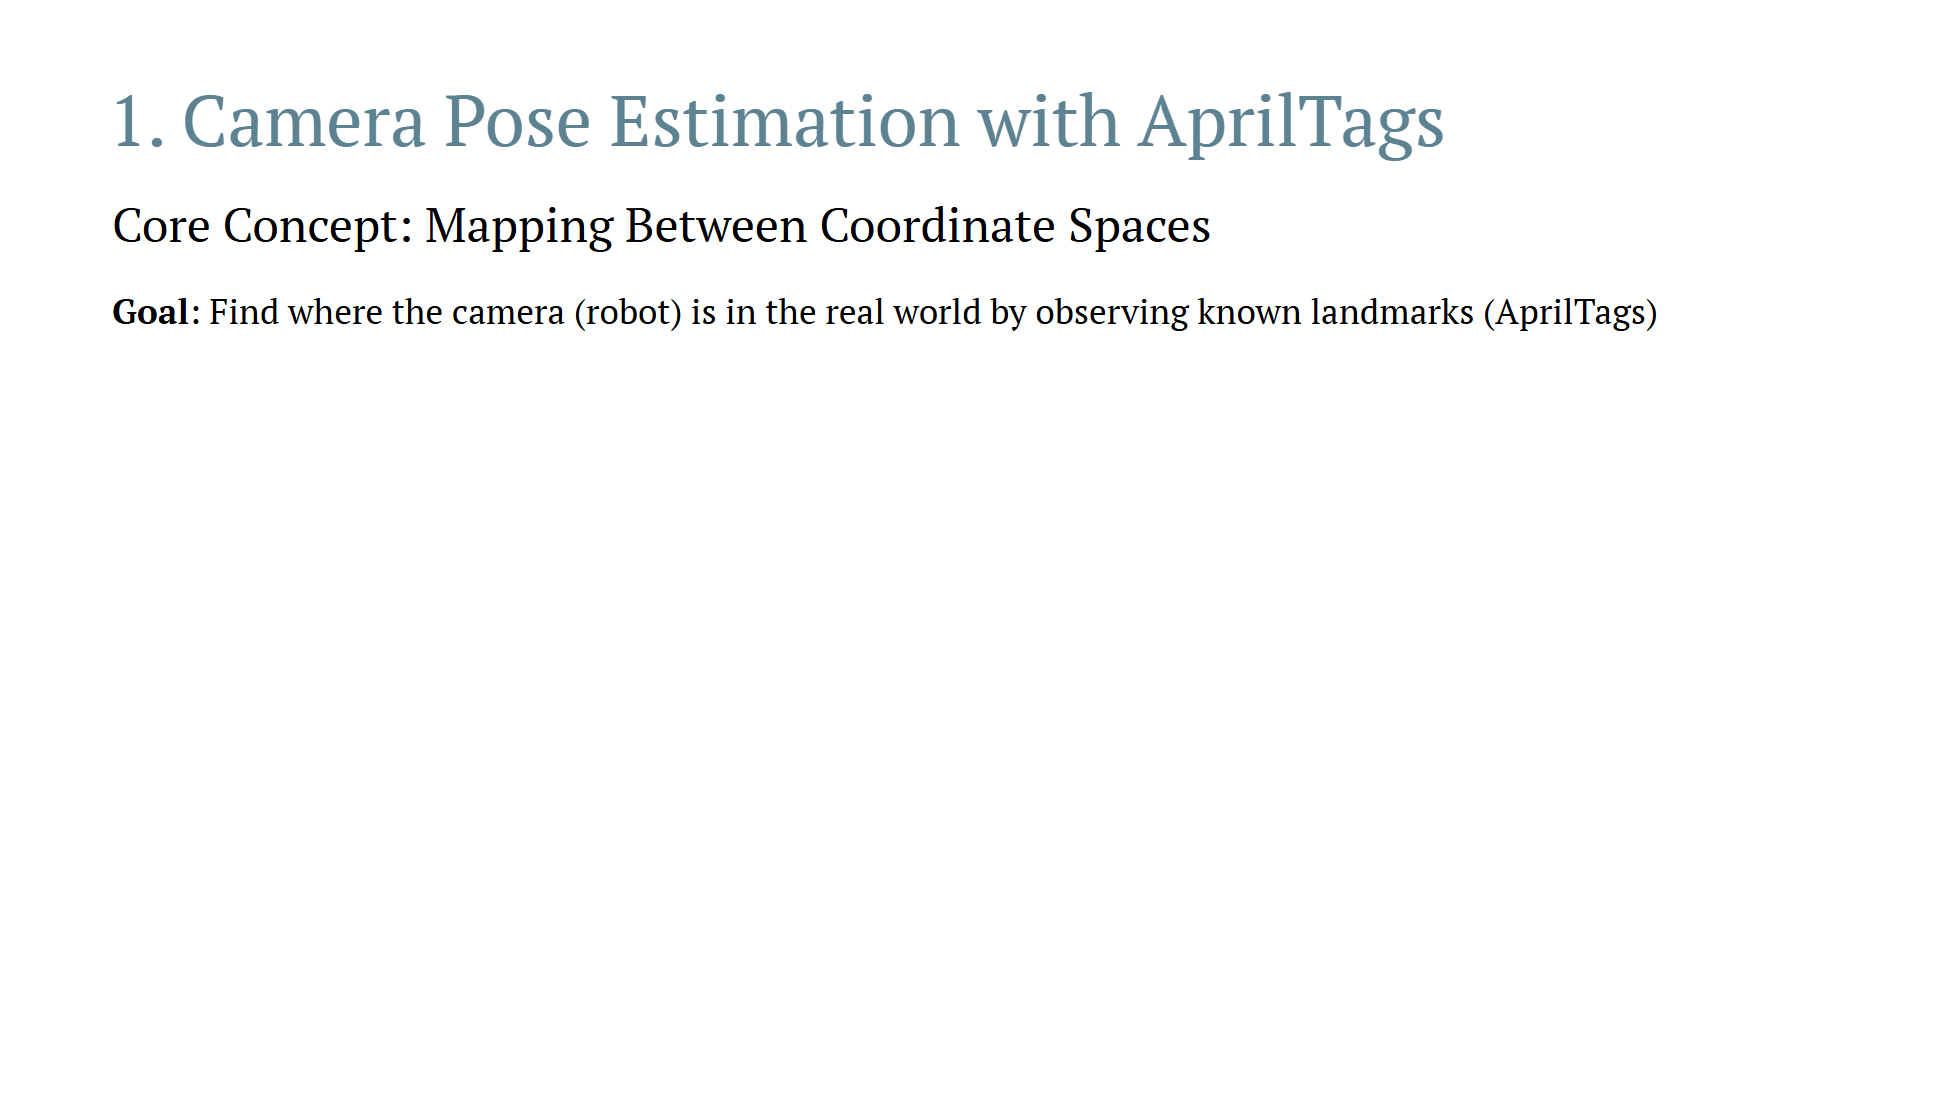 1. Camera Pose Estimation with AprilTags
Core Concept: Mapping Between Coordinate Spaces
Goal: Find where the camera (robot) is in the real world by observing known landmarks (AprilTags)